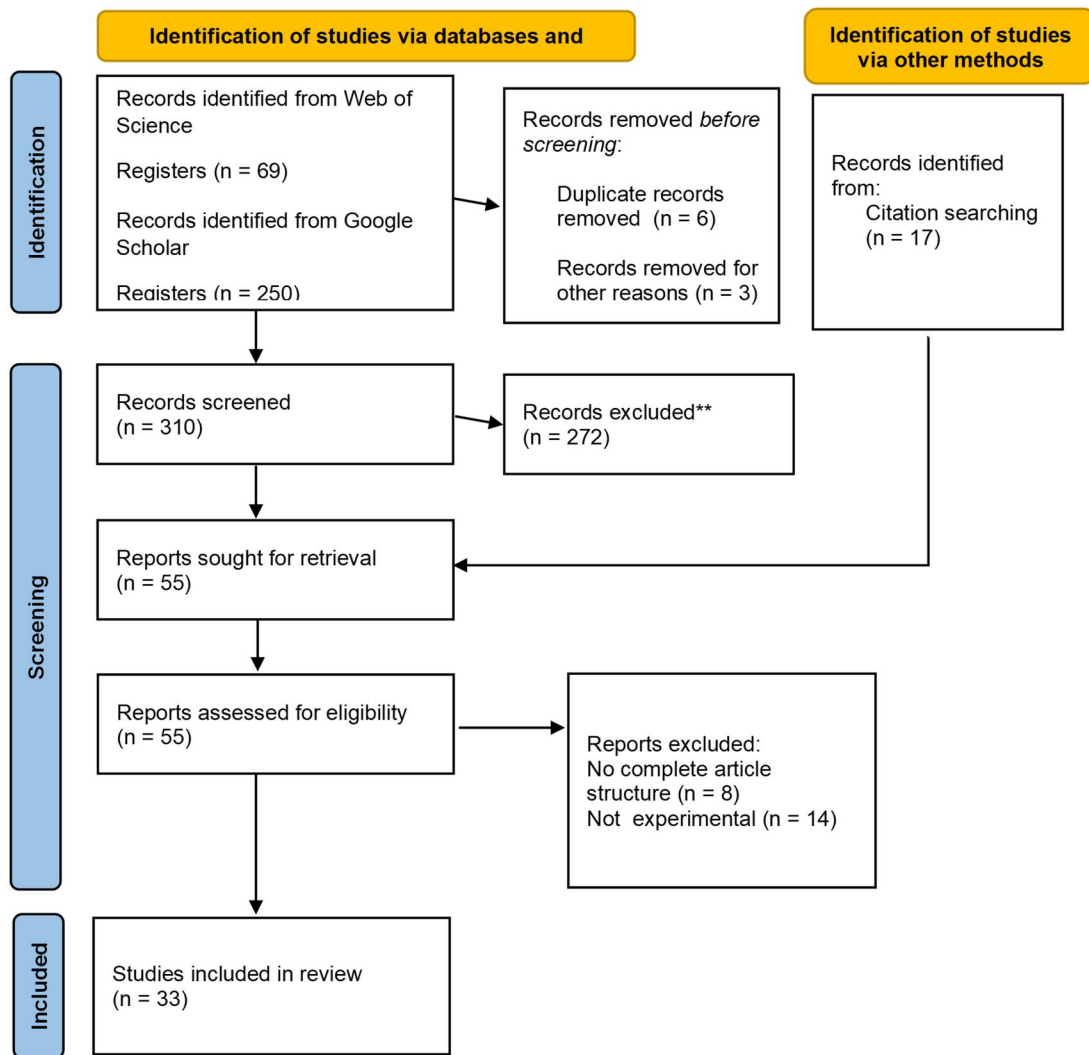 Identification of studies via databases and
Identification of studies
via other methods
Identification
Records identified from Web of
Science
Registers (n = 69)
Records identified from Google
Scholar
Registers (n = 250)
Records removed before
screening:
Duplicate records
removed (n = 6)
Records removed for
other reasons (n = 3)
Records identified
from:
Citation searching
(n = 17)
Screening
Records screened
(n = 310)
Records excluded**
(n = 272)
Reports sought for retrieval
(n = 55)
Reports assessed for eligibility
(n = 55)
Reports excluded:
No complete article
structure (n = 8)
Not experimental (n = 14)
Included
Studies included in review
(n = 33)